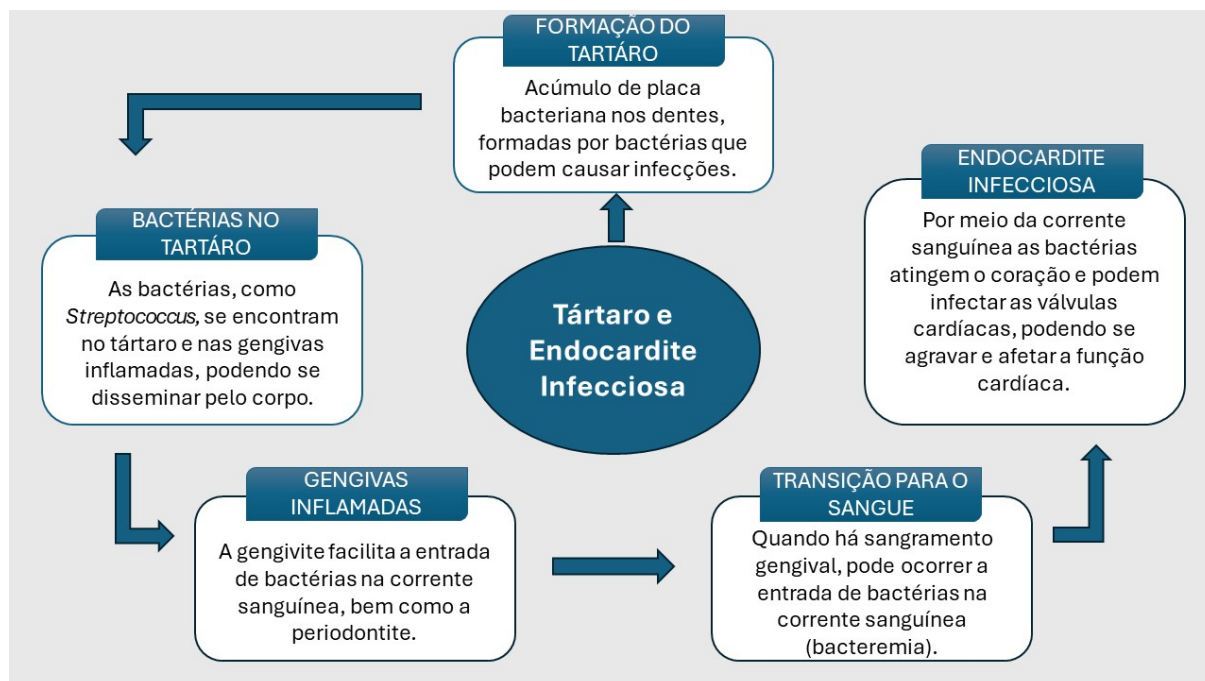 FORMAÇÃO DO
TARTÁRO
Acúmulo de placa
bacteriana nos dentes,
formadas por bactérias que
podem causar infecções.
BACTÉRIAS NO
TARTÁRO
As bactérias, como
Streptococcus, se encontram
no tártaro e nas gengivas
inflamadas, podendo se
disseminar pelo corpo.
GENGIVAS
INFLAMADAS
A gengivite facilita a entrada
de bactérias na corrente
sanguínea, bem como a
periodontite.
TRANSIÇÃO PARA O
SANGUE
Quando há sangramento
gengival, pode ocorrer a
entrada de bactérias na
corrente sanguínea
(bacteremia).
ENDOCARDITE
INFECCIOSA
Por meio da corrente
sanguínea as bactérias
atingem o coração e podem
infectar as válvulas
cardíacas, podendo se
agravar e afetar a função
cardíaca.
Tártaro e
Endocardite
Infecciosa